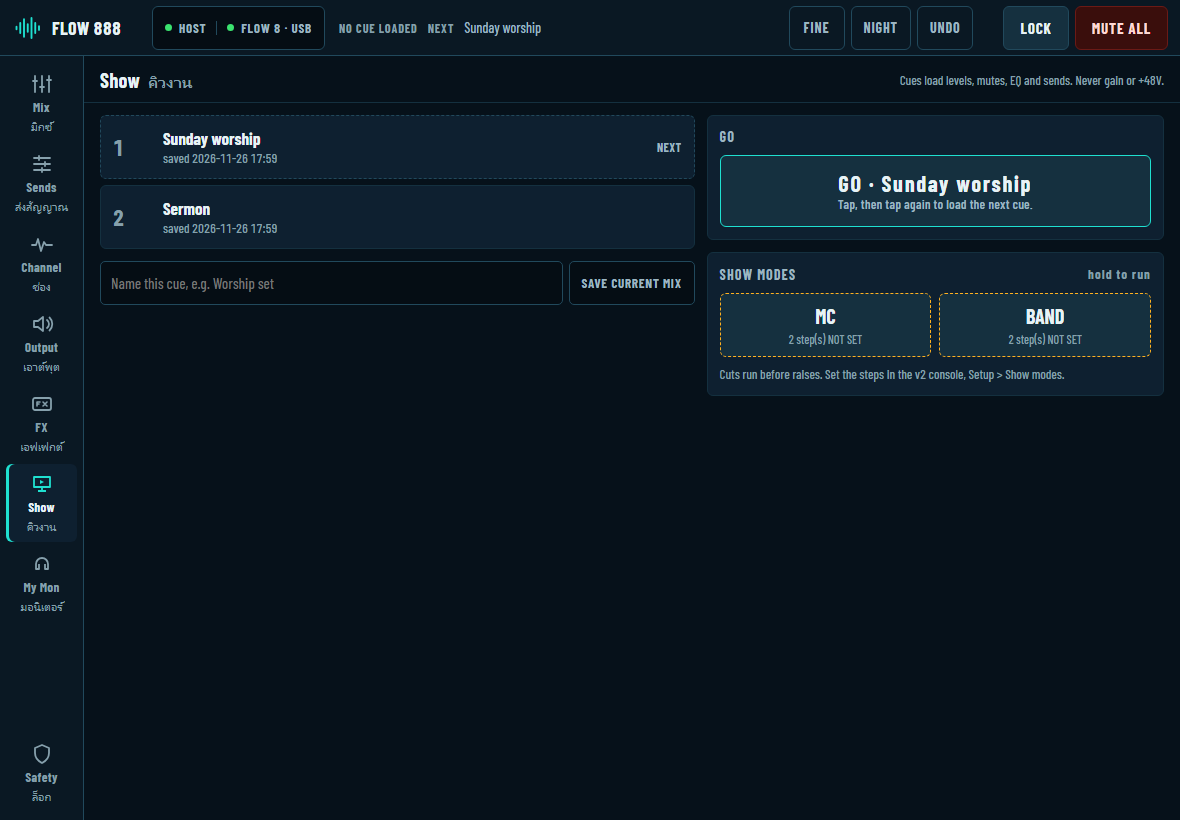 FLOW 888
HOST
FLOW 8 · USB
NO CUE LOADED NEXT Sunday worship
FINE
NIGHT
UNDO
LOCK
MUTE ALL
Mix
มิกซ์
Sends
ส่งสัญญาณ
Channel
ช่อง
Output
เอาต์พุต
FX
FX
เอฟเฟกต์
Show
คิวงาน
My Mon
มอนิเตอร์
Safety
ล็อก
Show คิวงาน
Cues load levels, mutes, EQ and sends. Never gain or +48V.
1
Sunday worship
saved 2026-11-26 17:59
NEXT
2
Sermon
saved 2026-11-26 17:59
Name this cue, e.g. Worship set
SAVE CURRENT MIX
GO
GO · Sunday worship
Tap, then tap again to load the next cue.
SHOW MODES
hold to run
MC
2 step(s) NOT SET
BAND
2 step(s) NOT SET
Cuts run before raises. Set the steps in the v2 console, Setup > Show modes.